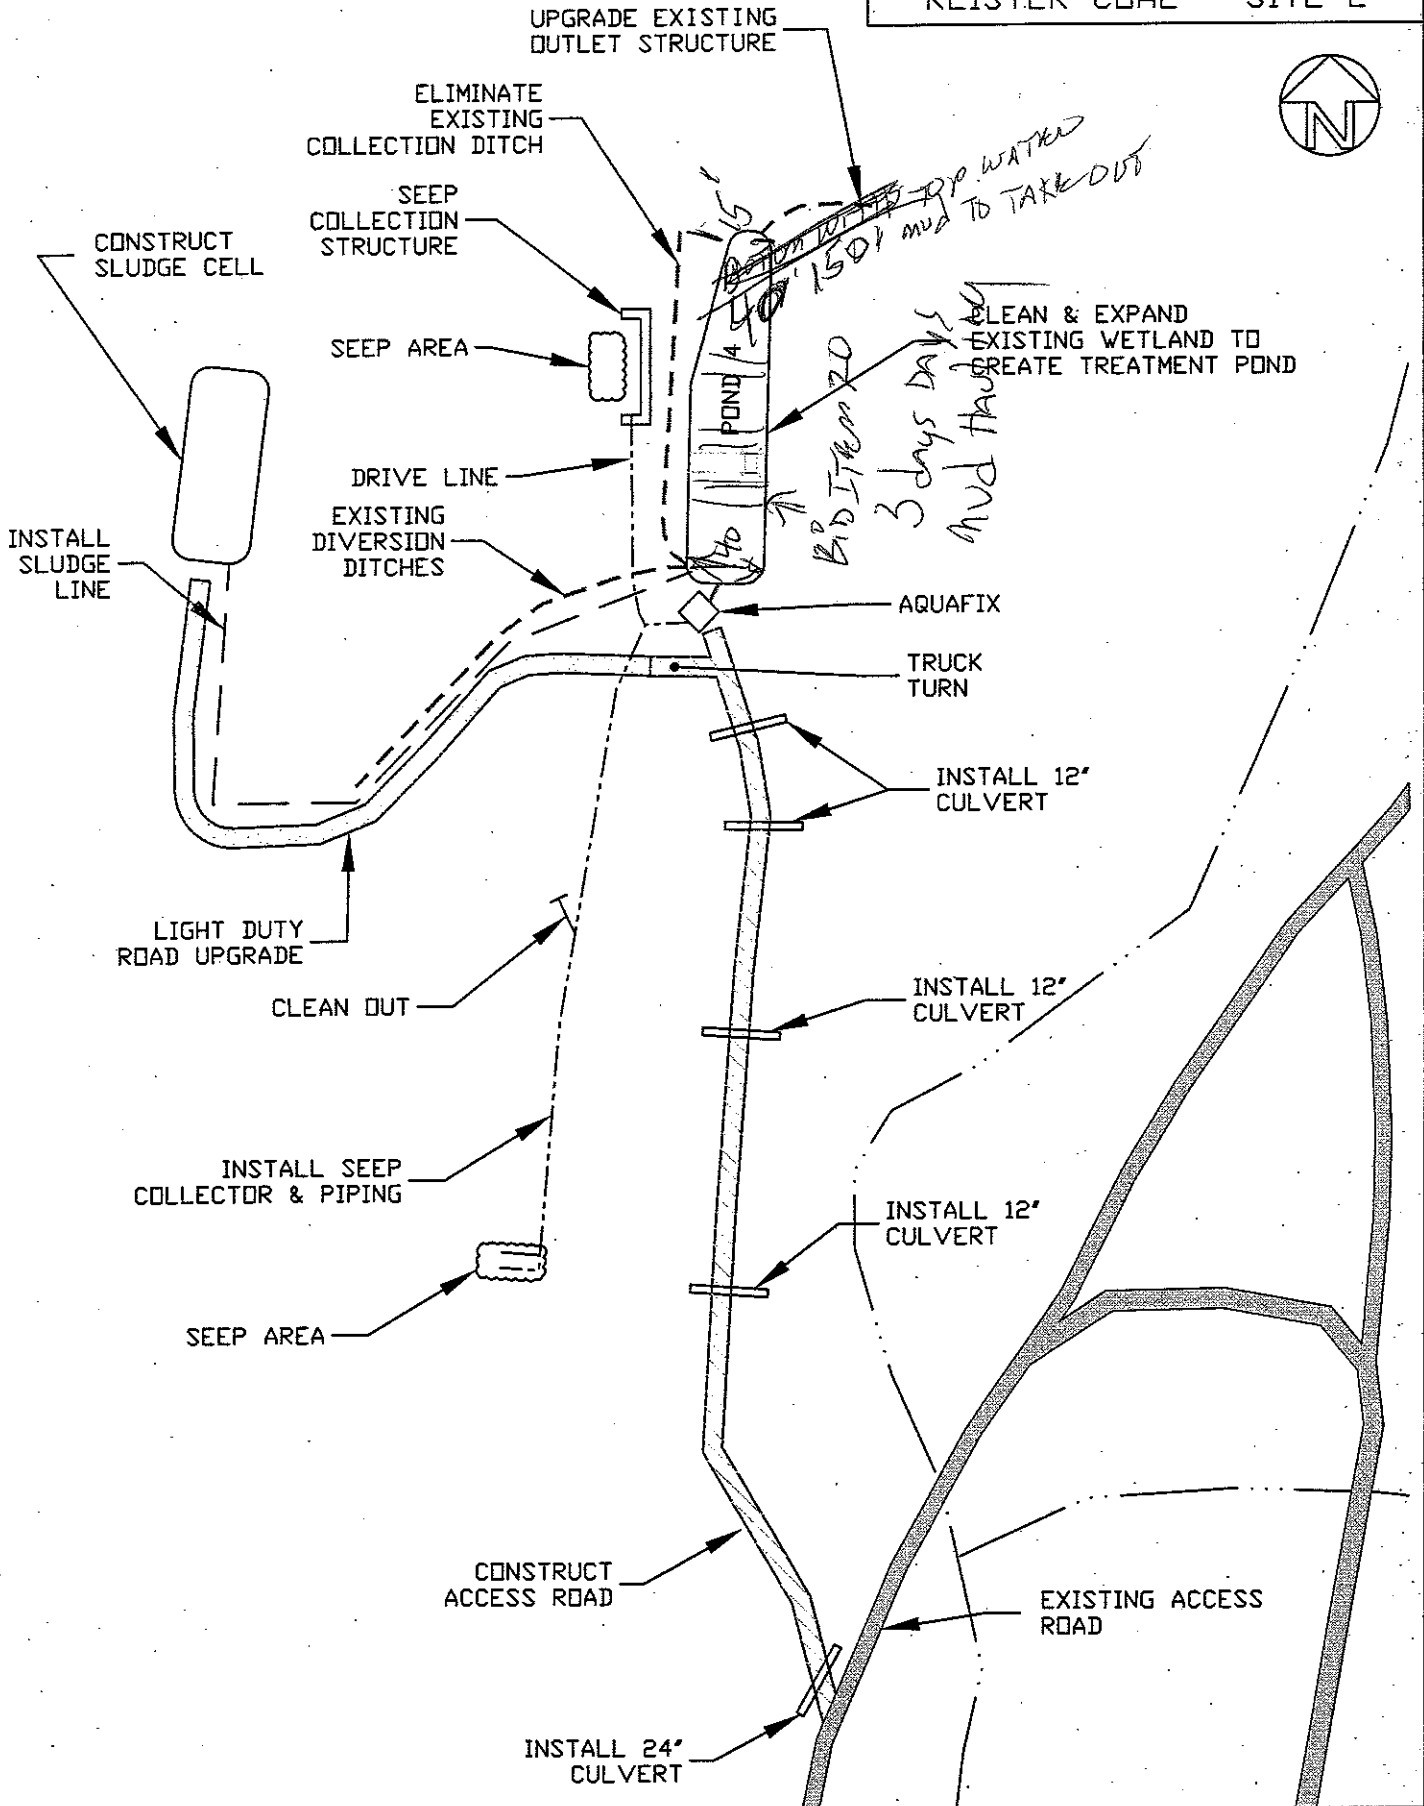 UPGRADE EXISTING
OUTLET STRUCTURE
ELIMINATE
EXISTING
COLLECTION DITCH
SEEP
COLLECTION
STRUCTURE
CONSTRUCT
SLUDGE CELL
SEEP AREA
N
15'
TOP WATER
40' 150' mud TO TAKE OUT
CLEAN & EXPAND
EXISTING WETLAND TO
CREATE TREATMENT POND
POND 4
BID ITEM 20
3 days DAYS
mud Haul
DRIVE LINE
EXISTING
DIVERSION
DITCHES
INSTALL
SLUDGE
LINE
40
AQUAFIX
TRUCK
TURN
INSTALL 12"
CULVERT
LIGHT DUTY
ROAD UPGRADE
CLEAN OUT
INSTALL 12"
CULVERT
INSTALL SEEP
COLLECTOR & PIPING
INSTALL 12"
CULVERT
SEEP AREA
CONSTRUCT
ACCESS ROAD
EXISTING ACCESS
ROAD
INSTALL 24"
CULVERT